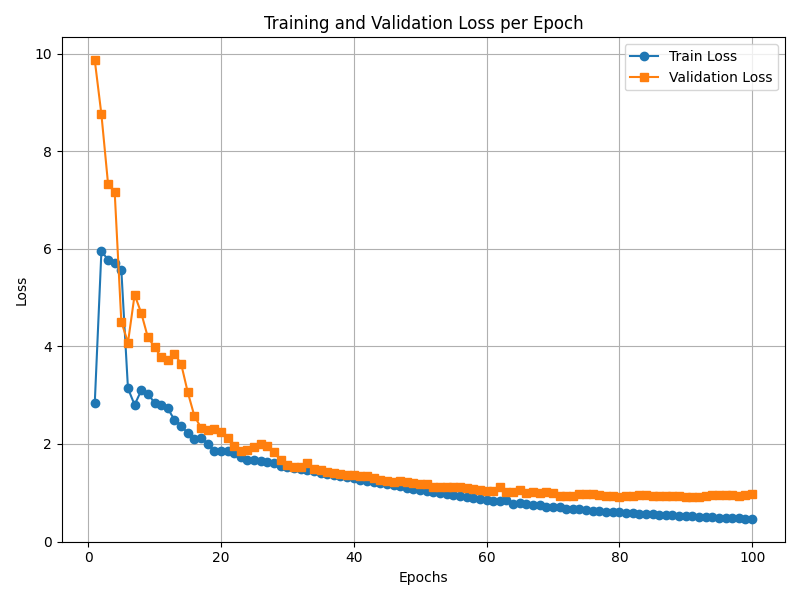 Training and Validation Loss per Epoch
Train Loss
Validation Loss
10
8
6
4
2
0
Loss
0 20 40 60 80 100
Epochs